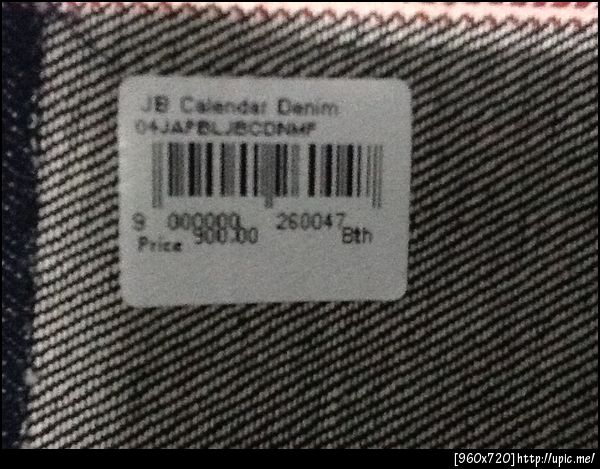 JB Calendar Denim
04JAFBLJBCDNMF
9 000000 260047
Price 900.00 Bth
[960x720]http://upic.me/